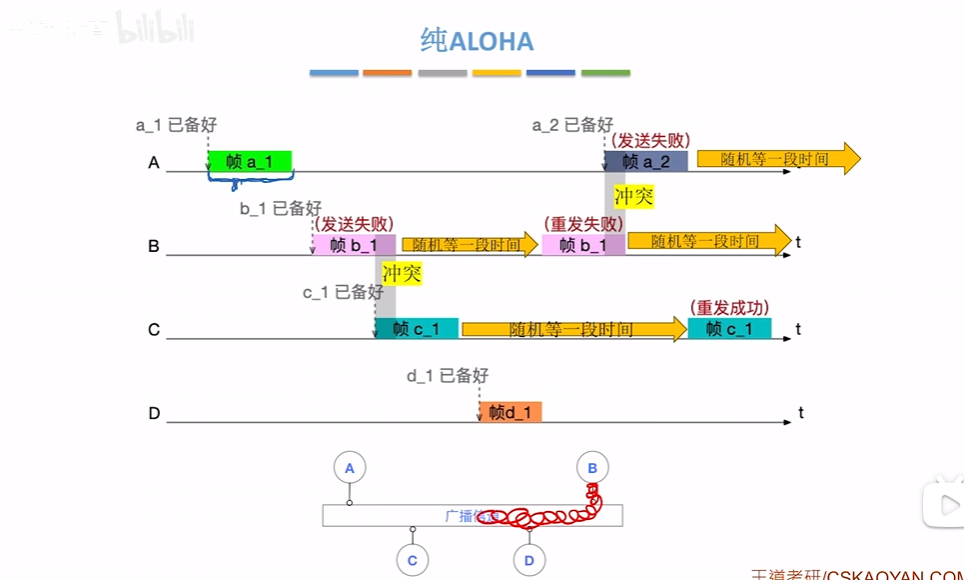 bilibili
纯ALOHA
a_1 已备好
a_2 已备好
(发送失败)
A
帧 a_1
帧 a_2
随机等一段时间
冲突
b_1 已备好
(发送失败)
(重发失败)
B
帧 b_1
随机等一段时间
帧 b_1
随机等一段时间
t
冲突
c_1 已备好
(重发成功)
C
帧 c_1
随机等一段时间
帧 c_1
t
d_1 已备好
D
帧d_1
t
A
B
广播
C
D
王道考研/CSKAOYAN.COM